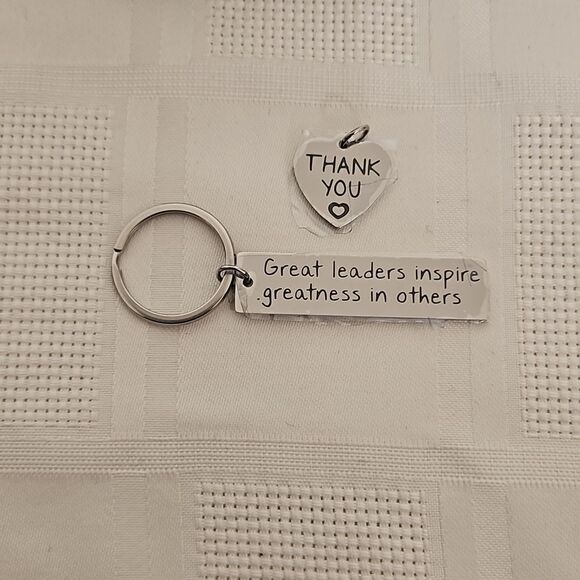 THANK
YOU
Great leaders inspire
greatness in others